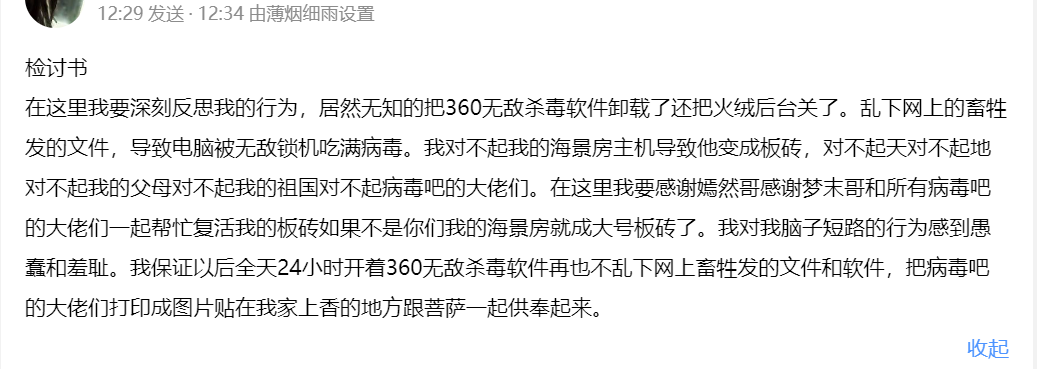 12:29 发送 · 12:34 由薄烟细雨设置
检讨书
在这里我要深刻反思我的行为，居然无知的把360无敌杀毒软件卸载了还把火绒后台关了。乱下网上的畜牲
发的文件，导致电脑被无敌锁机吃满病毒。我对不起我的海景房主机导致他变成板砖，对不起天对不起地
对不起我的父母对不起我的祖国对不起病毒吧的大佬们。在这里我要感谢嫣然哥感谢梦末哥和所有病毒吧
的大佬们一起帮忙复活我的板砖如果不是你们我的海景房就成大号板砖了。我对我脑子短路的行为感到愚
蠢和羞耻。我保证以后全天24小时开着360无敌杀毒软件再也不乱下网上畜牲发的文件和软件，把病毒吧
的大佬们打印成图片贴在我家上香的地方跟菩萨一起供奉起来。
收起